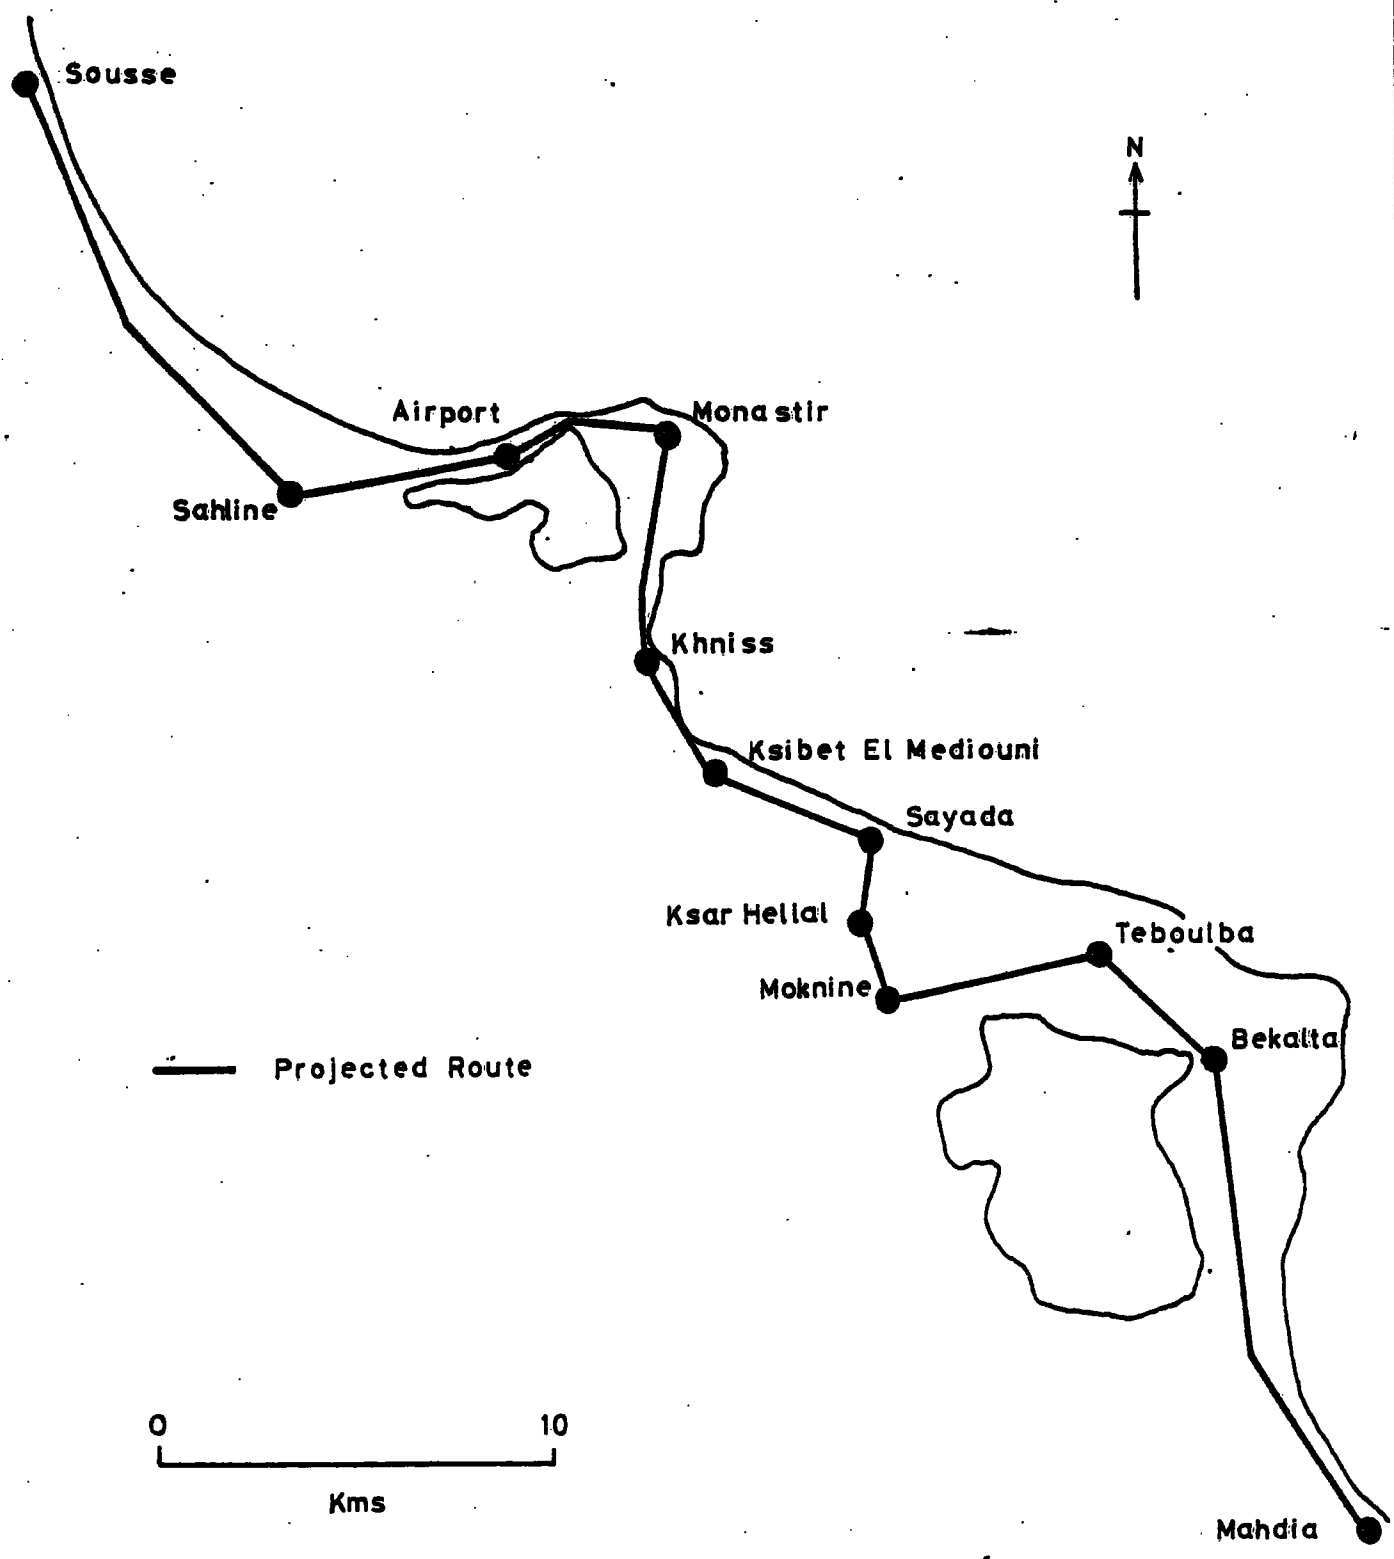 Sousse
N
Airport
Monastir
Sahline
Khniss
Ksibet El Mediouni
Sayada
Ksar Hellal
Teboulba
Moknine
Bekalta
Projected Route
0 10
Kms
Mahdia